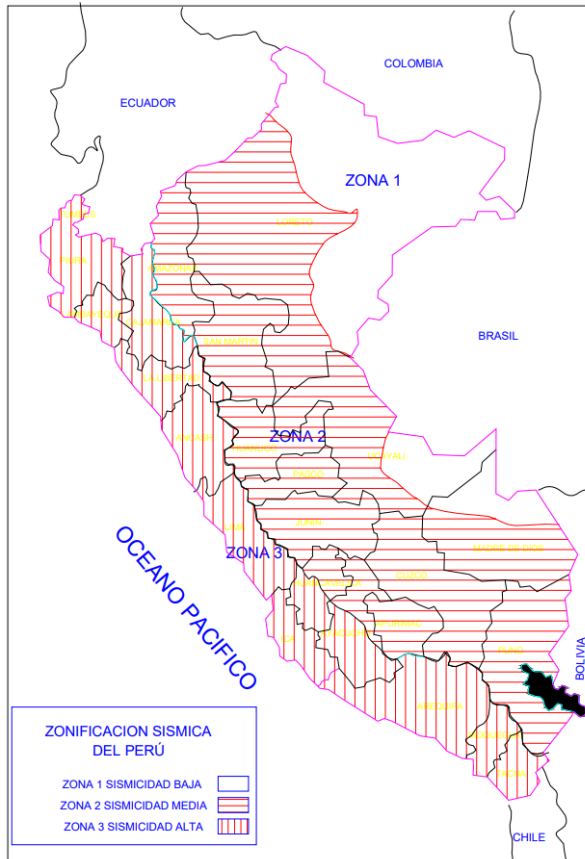 COLOMBIA
ECUADOR
ZONA 1
TUMBES
LORETO
PIURA
AMAZONAS
LAMBAYEQUE
CAJAMARCA
BRASIL
SAN MARTIN
LA LIBERTAD
ANCASH
ZONA 2
HUANUCO
UCAYALI
PASCO
LIMA
JUNIN
ZONA 3
MADRE DE DIOS
CUZCO
HUANCAVELICA
OCEANO PACIFICO
APURIMAC
ICA
AYACUCHO
PUNO
BOLIVIA
AREQUIPA
MOQUEGUA
TACNA
ZONIFICACION SISMICA
DEL PERÚ
ZONA 1 SISMICIDAD BAJA
ZONA 2 SISMICIDAD MEDIA
ZONA 3 SISMICIDAD ALTA
CHILE